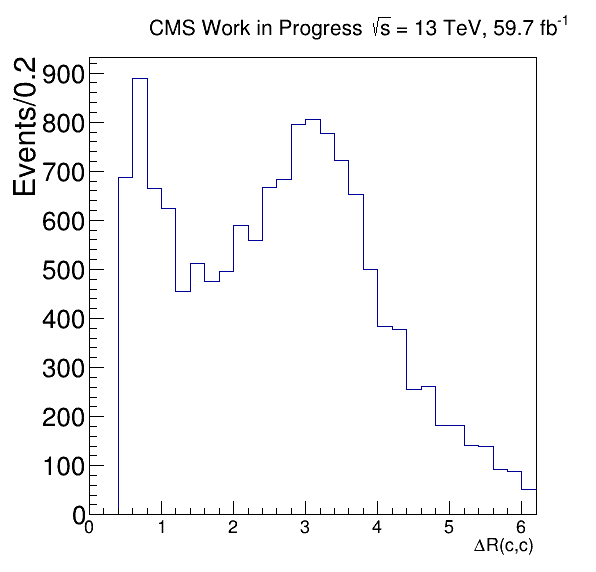 CMS Work in Progress √s = 13 TeV, 59.7 fb⁻¹
Events/0.2
900
800
700
600
500
400
300
200
100
0
0 1 2 3 4 5 6
ΔR(c,c)